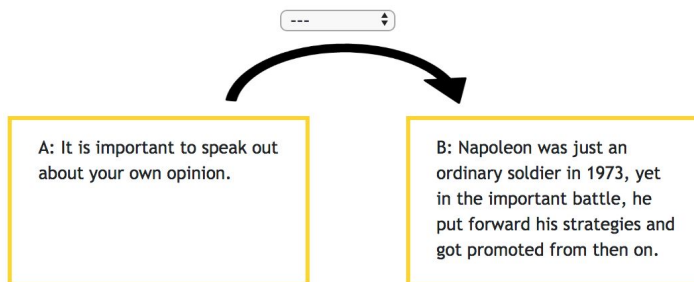 ---
A: It is important to speak out
about your own opinion.
B: Napoleon was just an
ordinary soldier in 1973, yet
in the important battle, he
put forward his strategies and
got promoted from then on.